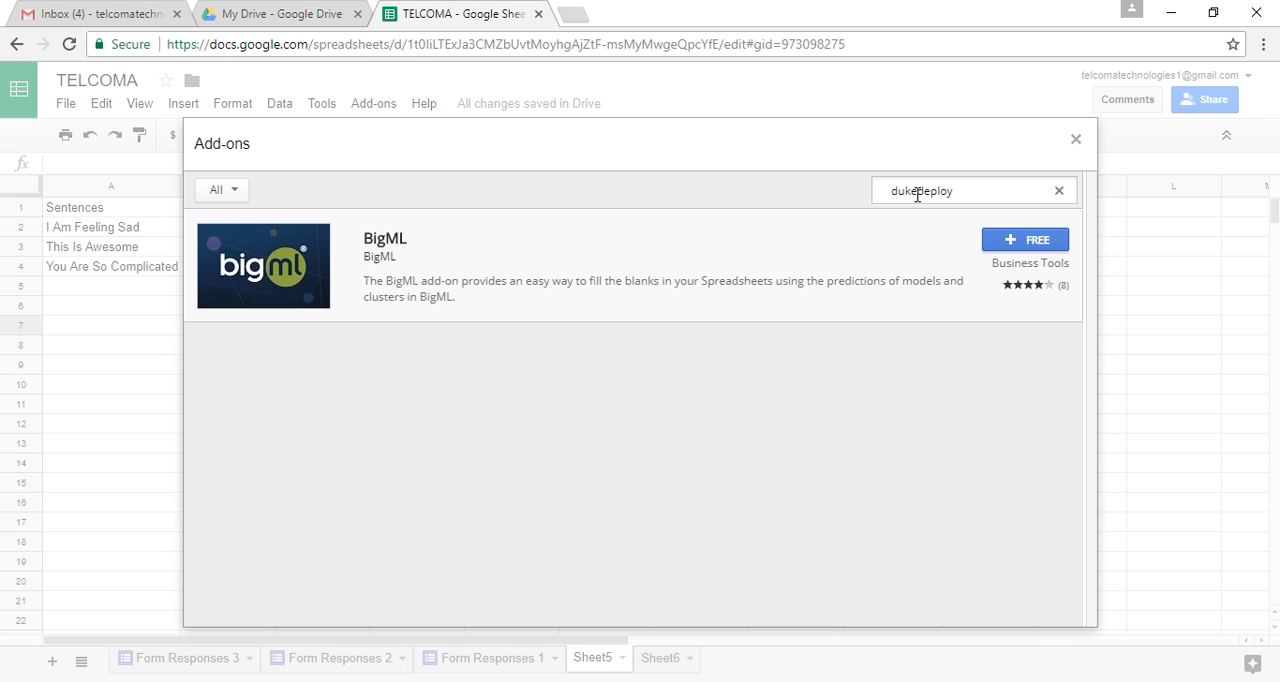 Inbox (4) - telcomatechn
My Drive - Google Drive
TELCOMA - Google Shee
Secure
https://docs.google.com/spreadsheets/d/1t0liLTExJa3CMZbUvtMoyhgAjZtF-msMyMwgeQpcYfE/edit#gid=973098275
TELCOMA
telcomatechnologies1@gmail.com
File Edit View Insert Format Data Tools Add-ons Help All changes saved in Drive
Comments
Share
$
Add-ons
fx
All
dukedeploy
A
L
M
1 Sentences
2 I Am Feeling Sad
3 This Is Awesome
4 You Are So Complicated
5
6
7
8
9
10
11
12
13
14
15
16
17
18
19
20
21
22
bigml
BigML
BigML
The BigML add-on provides an easy way to fill the blanks in your Spreadsheets using the predictions of models and
clusters in BigML.
+ FREE
Business Tools
(8)
Form Responses 3
Form Responses 2
Form Responses 1
Sheet5
Sheet6